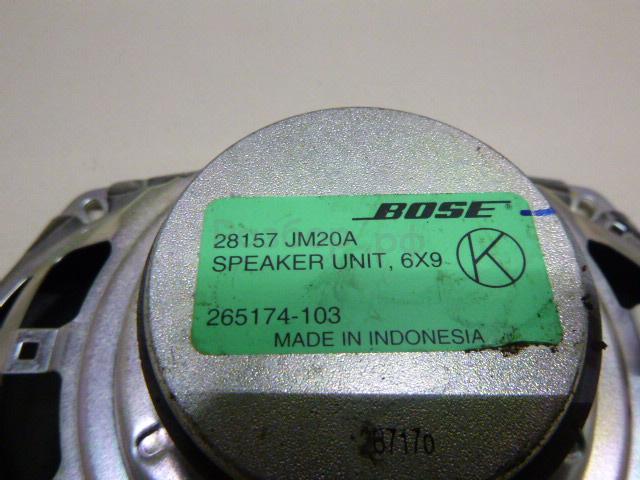 BOSE ®
28157 JM20A
SPEAKER UNIT, 6X9
K
265174-103
MADE IN INDONESIA